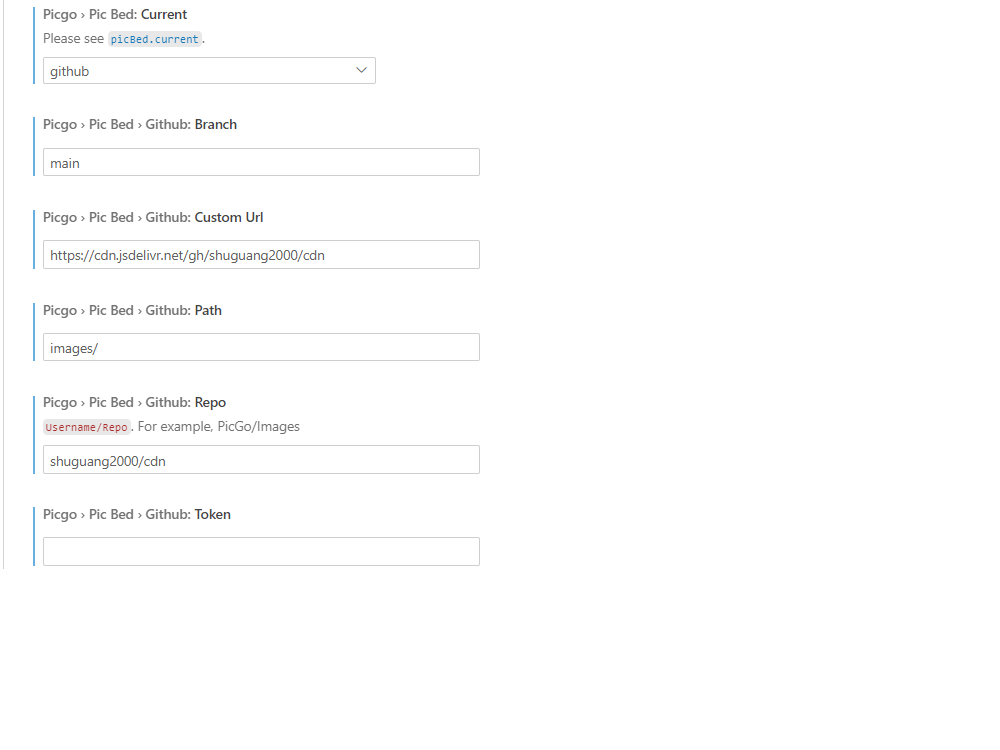 Picgo › Pic Bed: Current
Please see picBed.current.
github
Picgo › Pic Bed › Github: Branch
main
Picgo › Pic Bed › Github: Custom Url
https://cdn.jsdelivr.net/gh/shuguang2000/cdn
Picgo › Pic Bed › Github: Path
images/
Picgo › Pic Bed › Github: Repo
Username/Repo. For example, PicGo/Images
shuguang2000/cdn
Picgo › Pic Bed › Github: Token